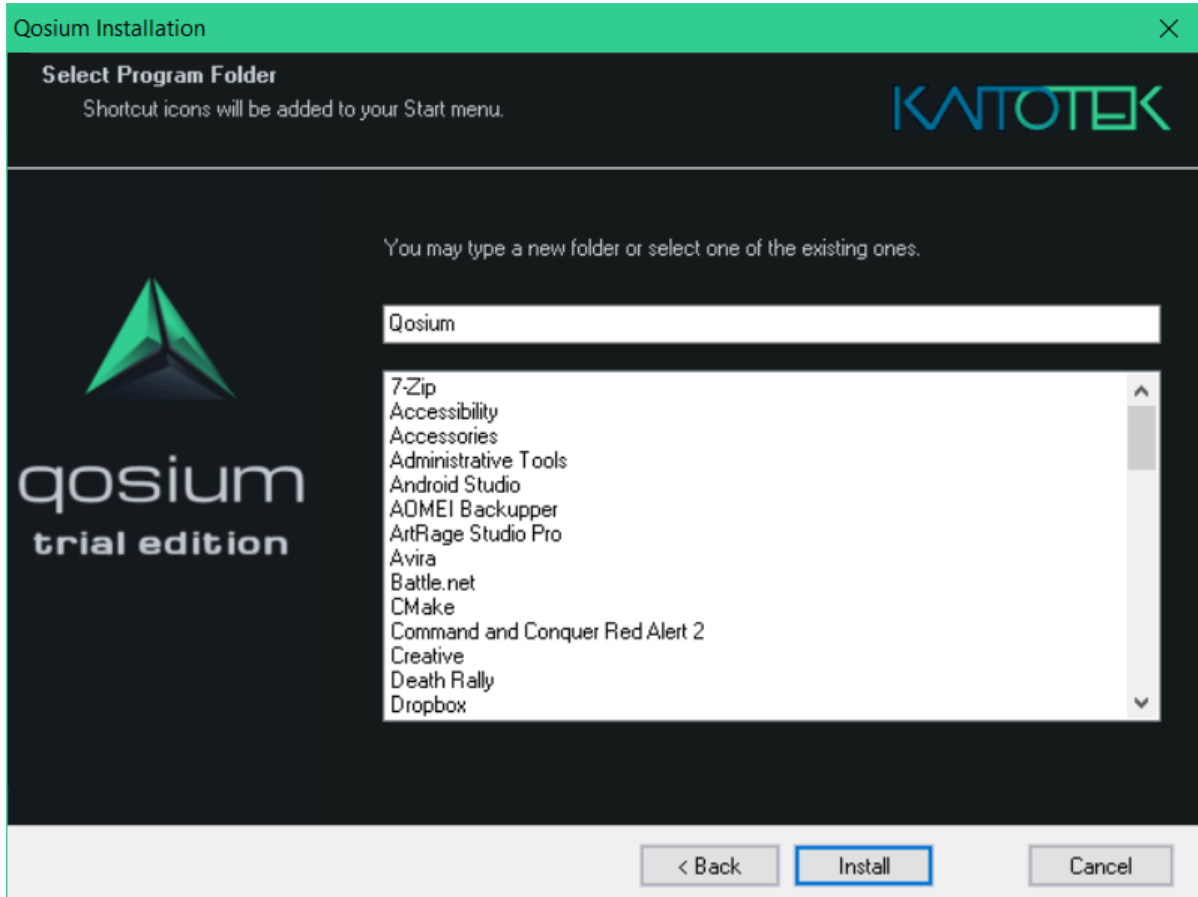 Qosium Installation
Select Program Folder
Shortcut icons will be added to your Start menu.
KAITOTEK
You may type a new folder or select one of the existing ones.
Qosium
7-Zip
Accessibility
Accessories
Administrative Tools
Android Studio
AOMEI Backupper
ArtRage Studio Pro
Avira
Battle.net
CMake
Command and Conquer Red Alert 2
Creative
Death Rally
Dropbox
qosium
trial edition
< Back
Install
Cancel